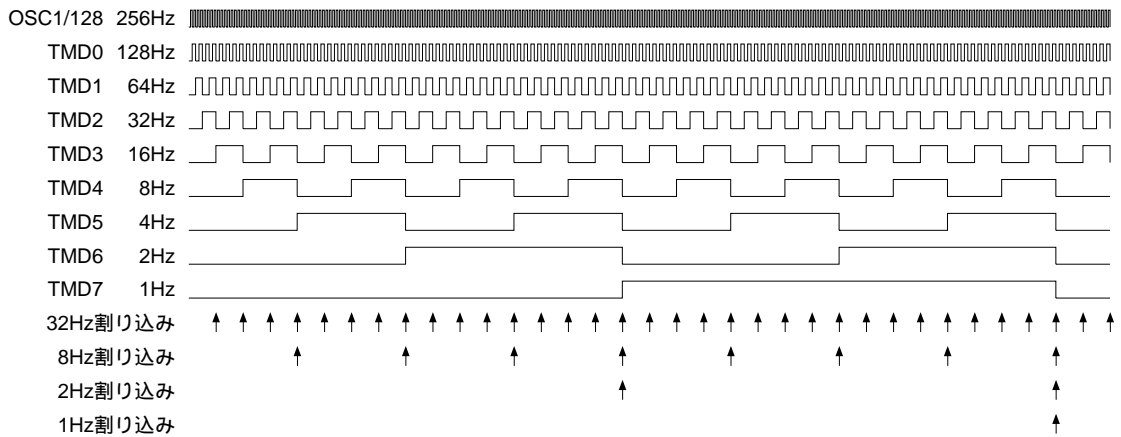 OSC1/128 256Hz
TMD0 128Hz
TMD1 64Hz
TMD2 32Hz
TMD3 16Hz
TMD4 8Hz
TMD5 4Hz
TMD6 2Hz
TMD7 1Hz
32Hz割り込み
8Hz割り込み
2Hz割り込み
1Hz割り込み